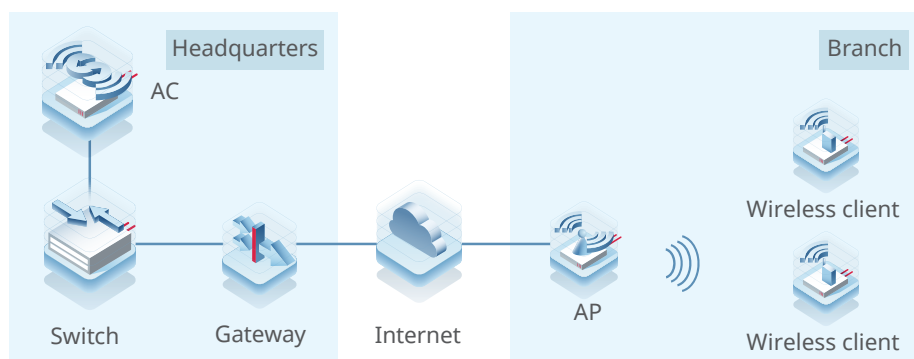 Headquarters
Branch
AC
Wireless client
AP
Switch
Gateway
Internet
Wireless client